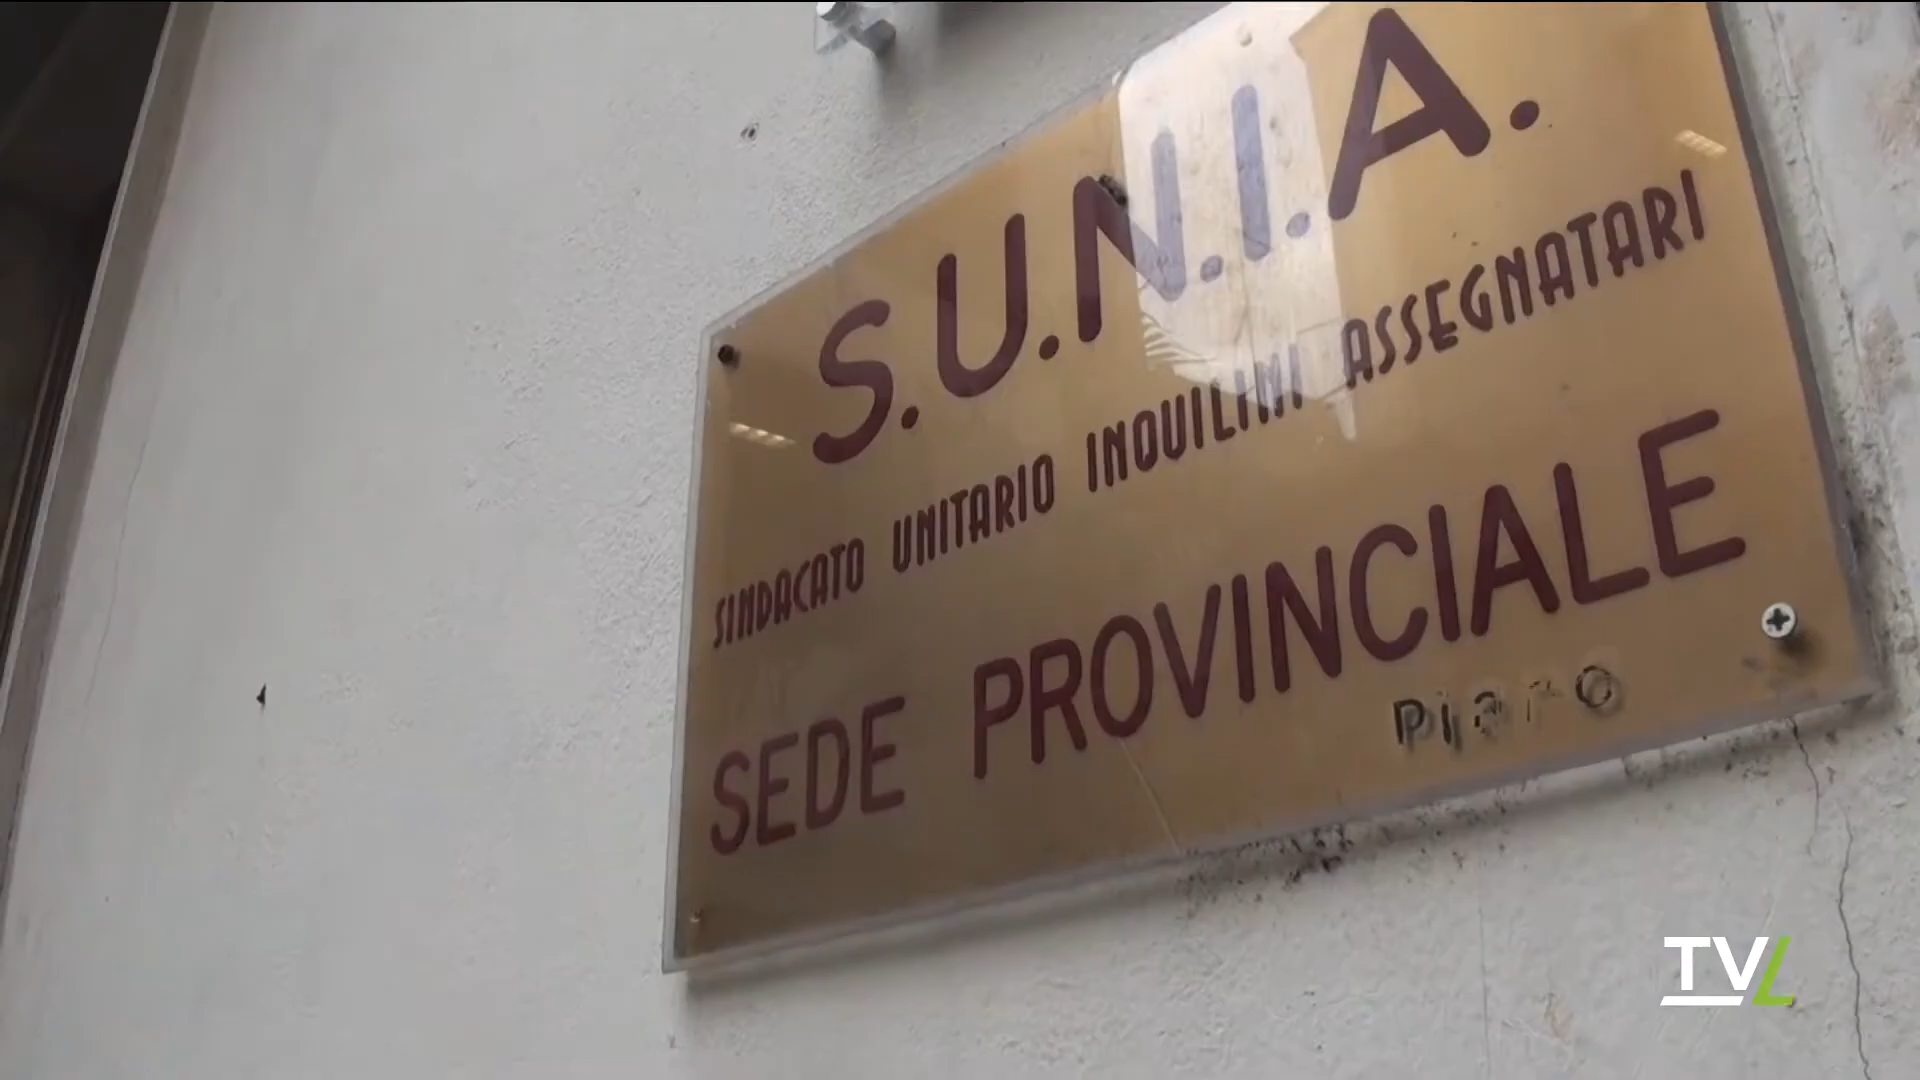 S.U.N.I.A.
SINDACATO UNITARIO INQUILINI ASSEGNATARI
SEDE PROVINCIALE
TVL